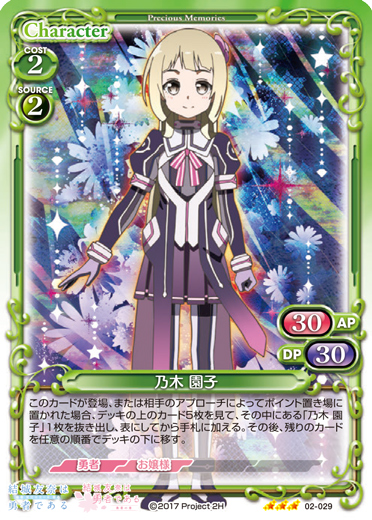 Precious Memories
Character
COST
2
SOURCE
2
30 AP
DP 30
乃木 園子
このカードが登場、または相手のアプローチによってポイント置き場に
置かれた場合、デッキの上のカード5枚を見て、その中にある「乃木 園
子」1枚を抜き出し、表にしてから手札に加える。その後、残りのカード
を任意の順番でデッキの下に移す。
勇者 お嬢様
結城友奈は
勇者である
©2017 Project 2H
02-029